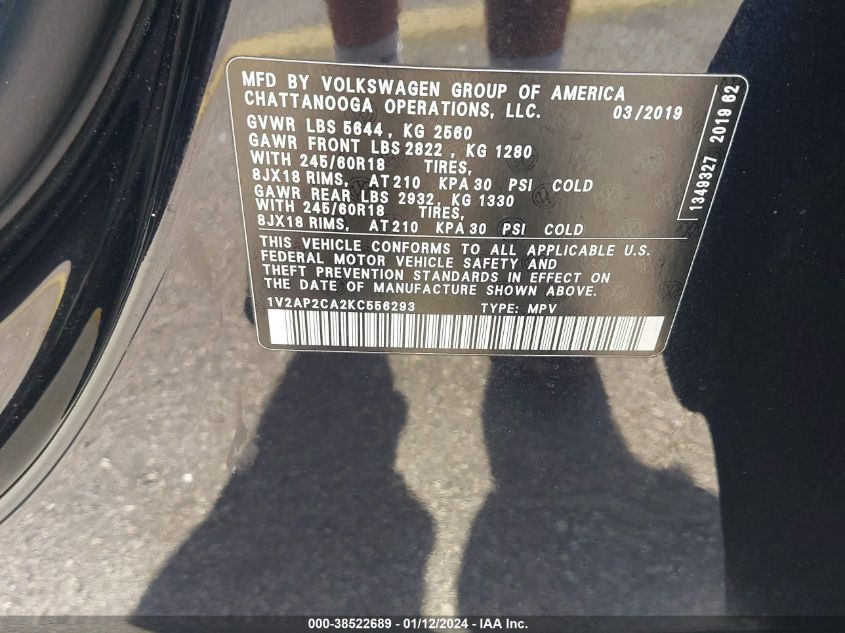 MFD BY VOLKSWAGEN GROUP OF AMERICA
CHATTANOOGA OPERATIONS, LLC. 03/2019
GVWR LBS 5644, KG 2560
GAWR FRONT LBS 2822, KG 1280
WITH 245/60R18 TIRES,
8JX18 RIMS, AT 210 KPA 30 PSI COLD
GAWR REAR LBS 2932, KG 1330
WITH 245/60R18 TIRES,
8JX18 RIMS, AT 210 KPA 30 PSI COLD
THIS VEHICLE CONFORMS TO ALL APPLICABLE U.S.
FEDERAL MOTOR VEHICLE SAFETY AND
THEFT PREVENTION STANDARDS IN EFFECT ON
THE DATE OF MANUFACTURE SHOWN ABOVE.
1V2AP2CA2KC556293 TYPE: MPV
1349327 2019 62
000-38522689 - 01/12/2024 - IAA Inc.